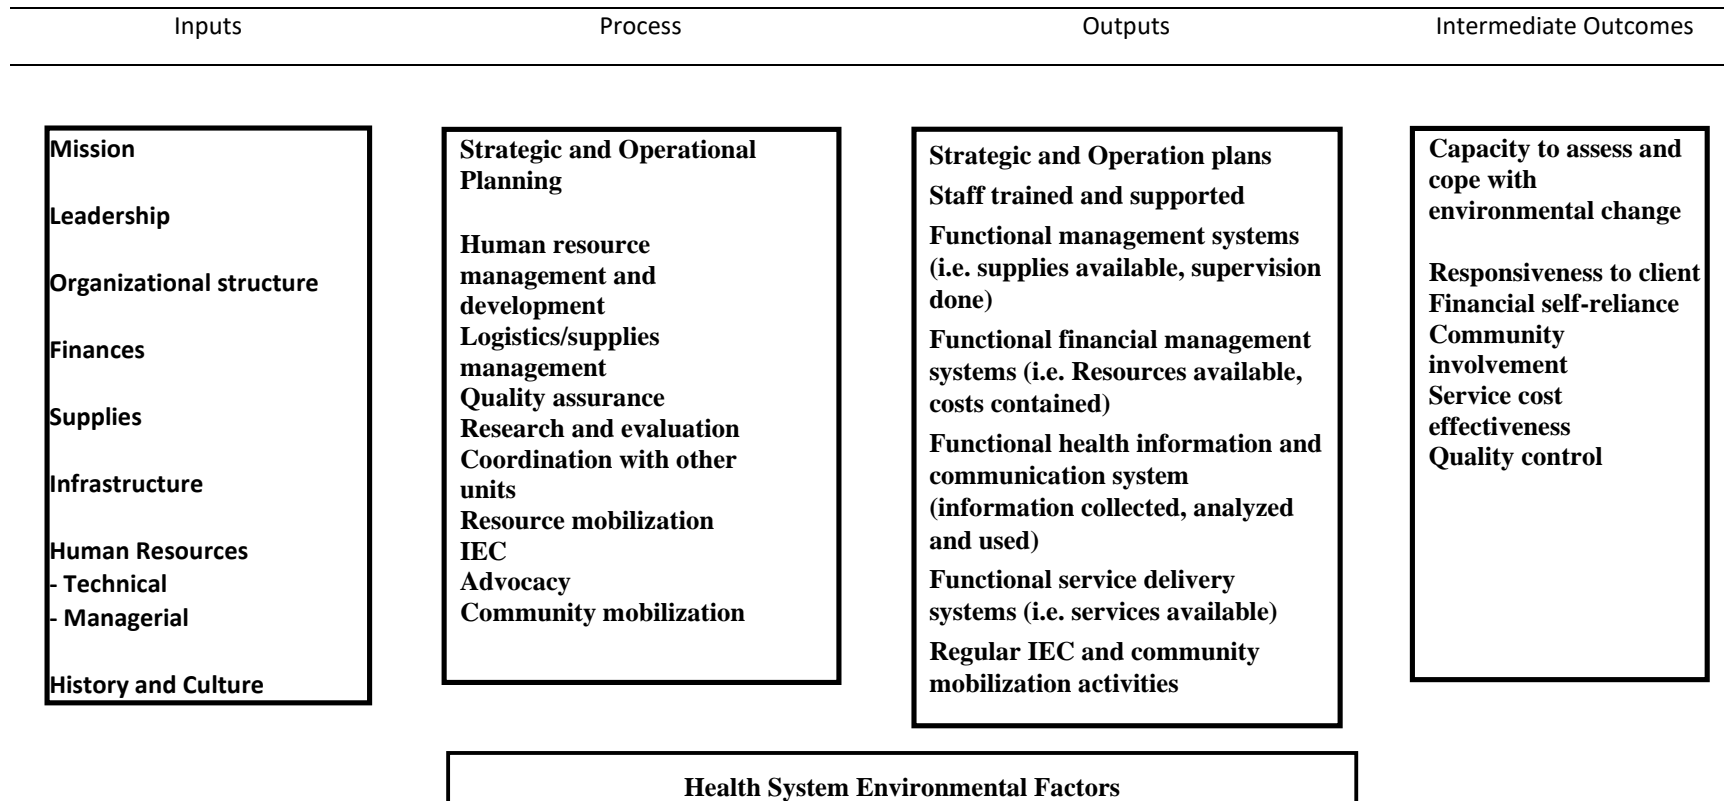 Inputs
Process
Outputs
Intermediate Outcomes
Mission
Leadership
Organizational structure
Finances
Supplies
Infrastructure
Human Resources
- Technical
- Managerial
History and Culture
Strategic and Operational
Planning
Human resource
management and
development
Logistics/supplies
management
Quality assurance
Research and evaluation
Coordination with other
units
Resource mobilization
IEC
Advocacy
Community mobilization
Strategic and Operation plans
Staff trained and supported
Functional management systems
(i.e. supplies available, supervision
done)
Functional financial management
systems (i.e. Resources available,
costs contained)
Functional health information and
communication system
(information collected, analyzed
and used)
Functional service delivery
systems (i.e. services available)
Regular IEC and community
mobilization activities
Capacity to assess and
cope with
environmental change
Responsiveness to client
Financial self-reliance
Community
involvement
Service cost
effectiveness
Quality control
Health System Environmental Factors